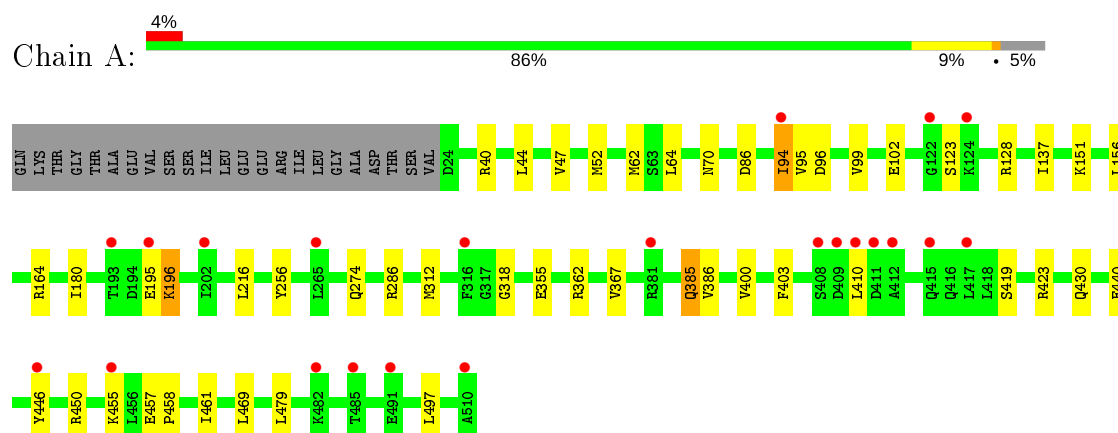 4%
Chain A:
86% 9% • 5%
GLN LYS THR GLY THR THR ALA GLU VAL SER SER ILE LEU GLU GLU ARG ILE ILE LEU GLY ALA ASP THR SER VAL D24 R40 L44 V47 M52 M62 S63 L64 N70 D86 I94 V95 D96 V99 E102 G122 S123 K124 R128 I137 K151 L156
R164 I180 T193 D194 E195 K196 I202 L216 Y256 L265 Q274 R286 M312 F316 G317 G318 E355 R362 V367 R381 Q385 V386 V400 F403 S408 D409 L410 D411 A412 Q415 Q416 L417 L418 S419 R423 Q430
Y446 R450 K455 L456 E457 P458 I461 L469 L479 K482 T485 E491 L497 A510